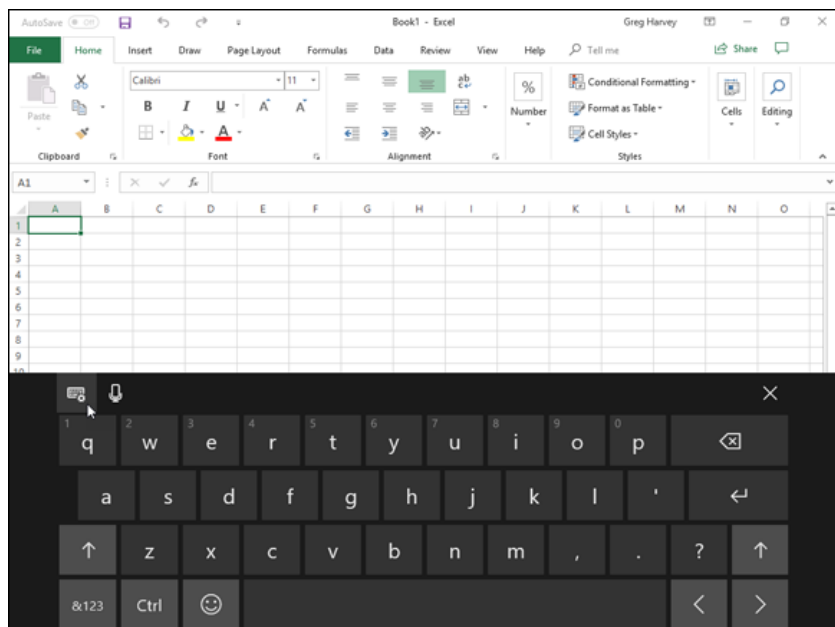 AutoSave Off Book1 - Excel Greg Harvey
File Home Insert Draw Page Layout Formulas Data Review View Help Tell me Share
Calibri 11 ab % Conditional Formatting
Paste B I U A A Number Format as Table Cells Editing
A Cell Styles
Clipboard Font Alignment Styles
A1 fx
A B C D E F G H I J K L M N O
1
2
3
4
5
6
7
8
9
10
1 2 3 4 5 6 7 8 9 0
q w e r t y u i o p
a s d f g h j k l '
z x c v b n m , . ?
&123 Ctrl